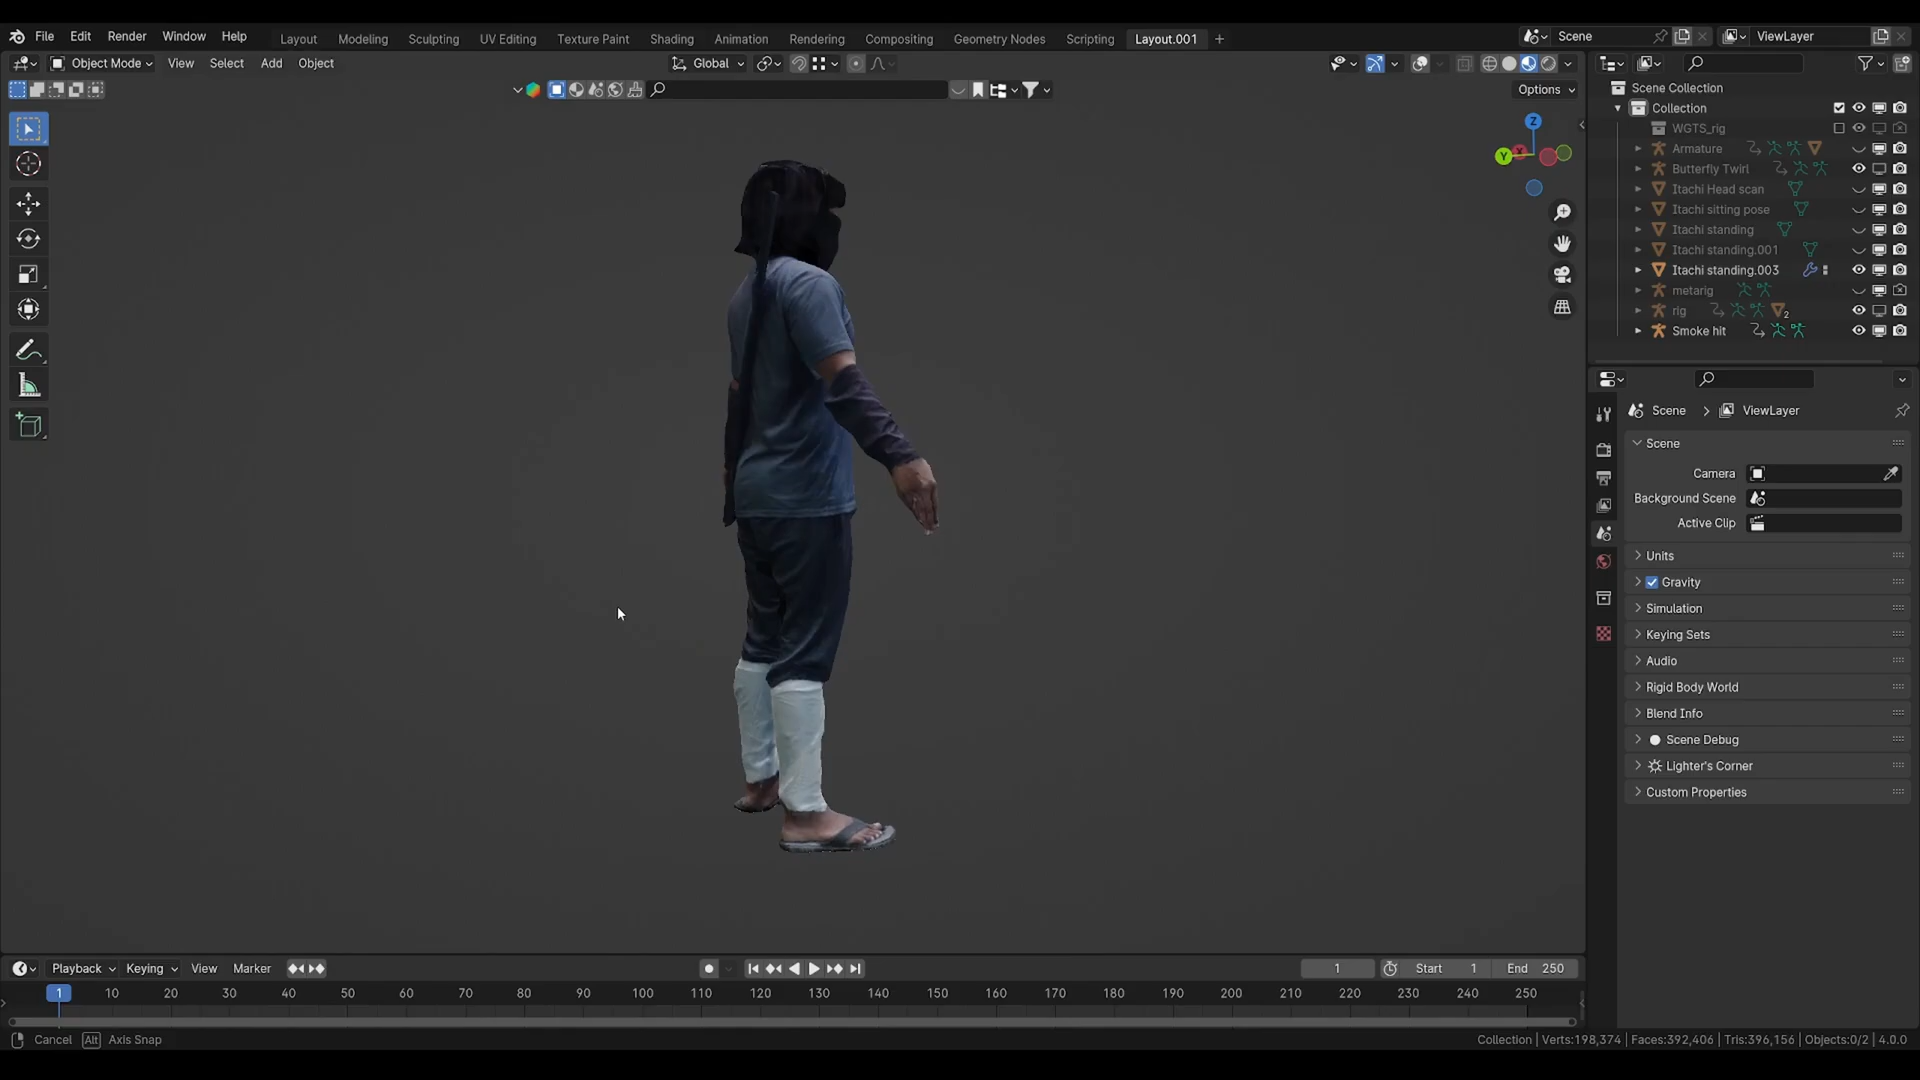 File Edit Render Window Help Layout Modeling Sculpting UV Editing Texture Paint Shading Animation Rendering Compositing Geometry Nodes Scripting Layout.001 + Scene ViewLayer
Object Mode View Select Add Object Global
Options
Z
Y
X
Scene Collection
Collection
WGTS_rig
Armature
Butterfly Twirl
Itachi Head scan
Itachi sitting pose
Itachi standing
Itachi standing.001
Itachi standing.003
metarig
rig 2
Smoke hit
Scene > ViewLayer
Scene
Camera
Background Scene
Active Clip
Units
Gravity
Simulation
Keying Sets
Audio
Rigid Body World
Blend Info
Scene Debug
Lighter's Corner
Custom Properties
Playback Keying View Marker 1 Start 1 End 250
1 10 20 30 40 50 60 70 80 90 100 110 120 130 140 150 160 170 180 190 200 210 220 230 240 250
Cancel Alt Axis Snap Collection | Verts:198,374 | Faces:392,406 | Tris:396,156 | Objects:0/2 | 4.0.0